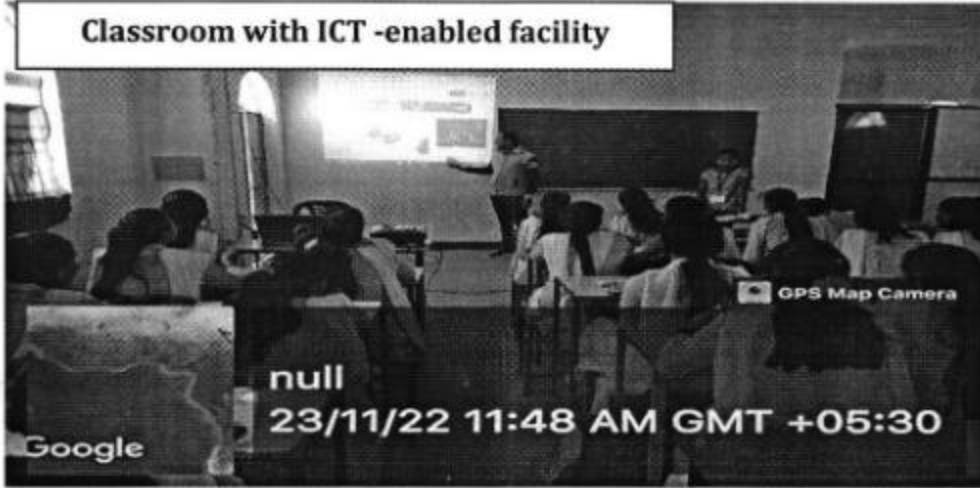 Classroom with ICT -enabled facility
GPS Map Camera
null
23/11/22 11:48 AM GMT +05:30
Google